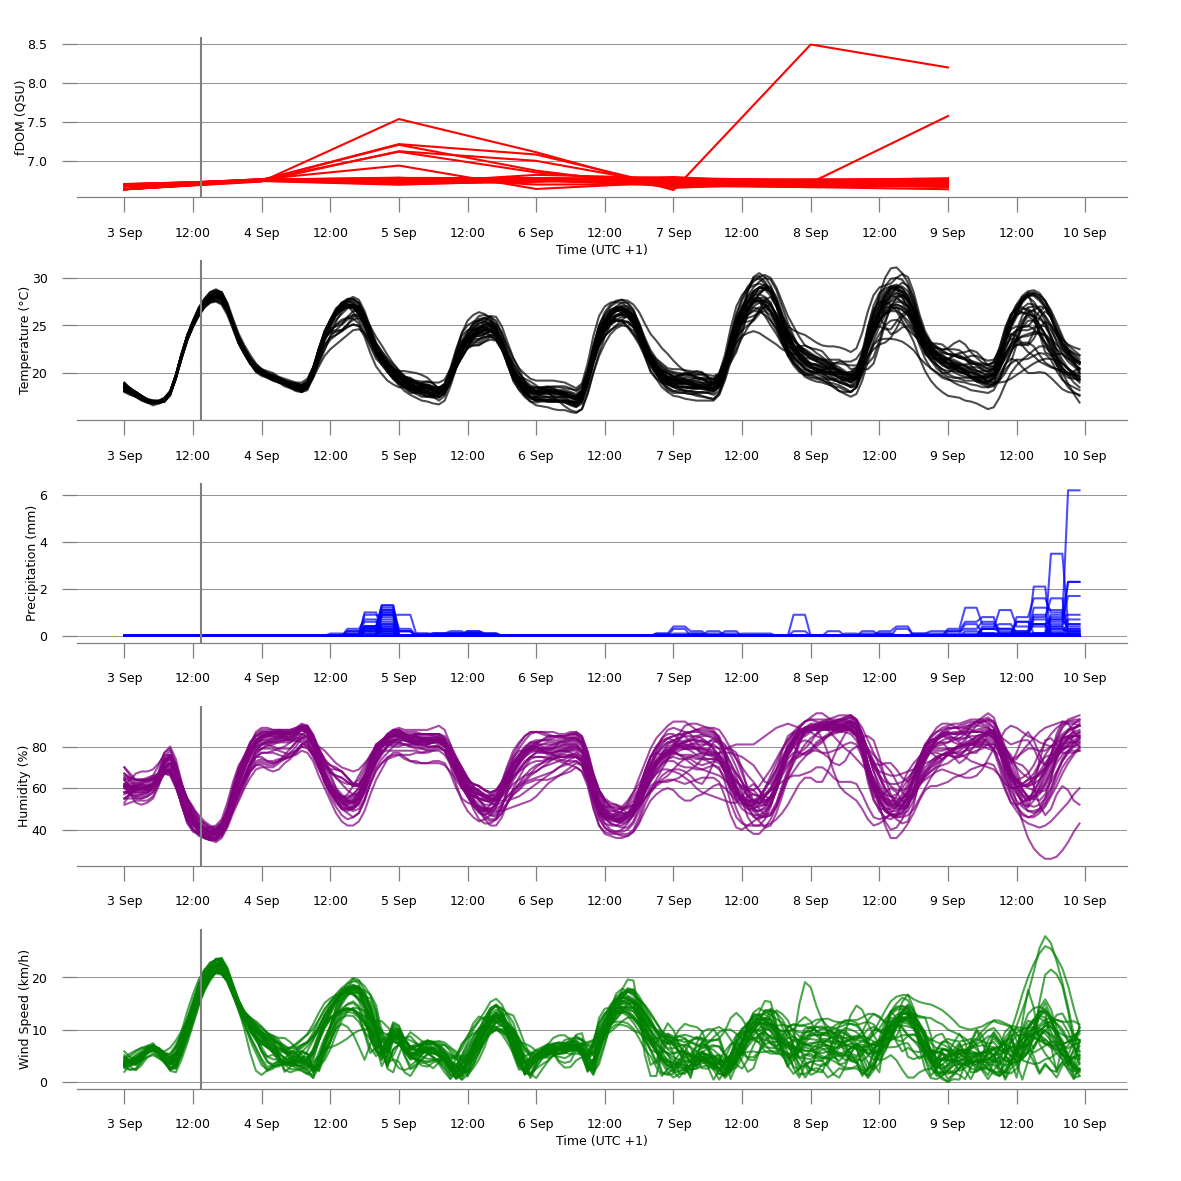 8.5
8.0
7.5
7.0
fDOM (QSU)
3 Sep 12:00 4 Sep 12:00 5 Sep 12:00 6 Sep 12:00 7 Sep 12:00 8 Sep 12:00 9 Sep 12:00 10 Sep
Time (UTC +1)
30
25
20
Temperature (°C)
3 Sep 12:00 4 Sep 12:00 5 Sep 12:00 6 Sep 12:00 7 Sep 12:00 8 Sep 12:00 9 Sep 12:00 10 Sep
6
4
2
0
Precipitation (mm)
3 Sep 12:00 4 Sep 12:00 5 Sep 12:00 6 Sep 12:00 7 Sep 12:00 8 Sep 12:00 9 Sep 12:00 10 Sep
80
60
40
Humidity (%)
3 Sep 12:00 4 Sep 12:00 5 Sep 12:00 6 Sep 12:00 7 Sep 12:00 8 Sep 12:00 9 Sep 12:00 10 Sep
20
10
0
Wind Speed (km/h)
3 Sep 12:00 4 Sep 12:00 5 Sep 12:00 6 Sep 12:00 7 Sep 12:00 8 Sep 12:00 9 Sep 12:00 10 Sep
Time (UTC +1)